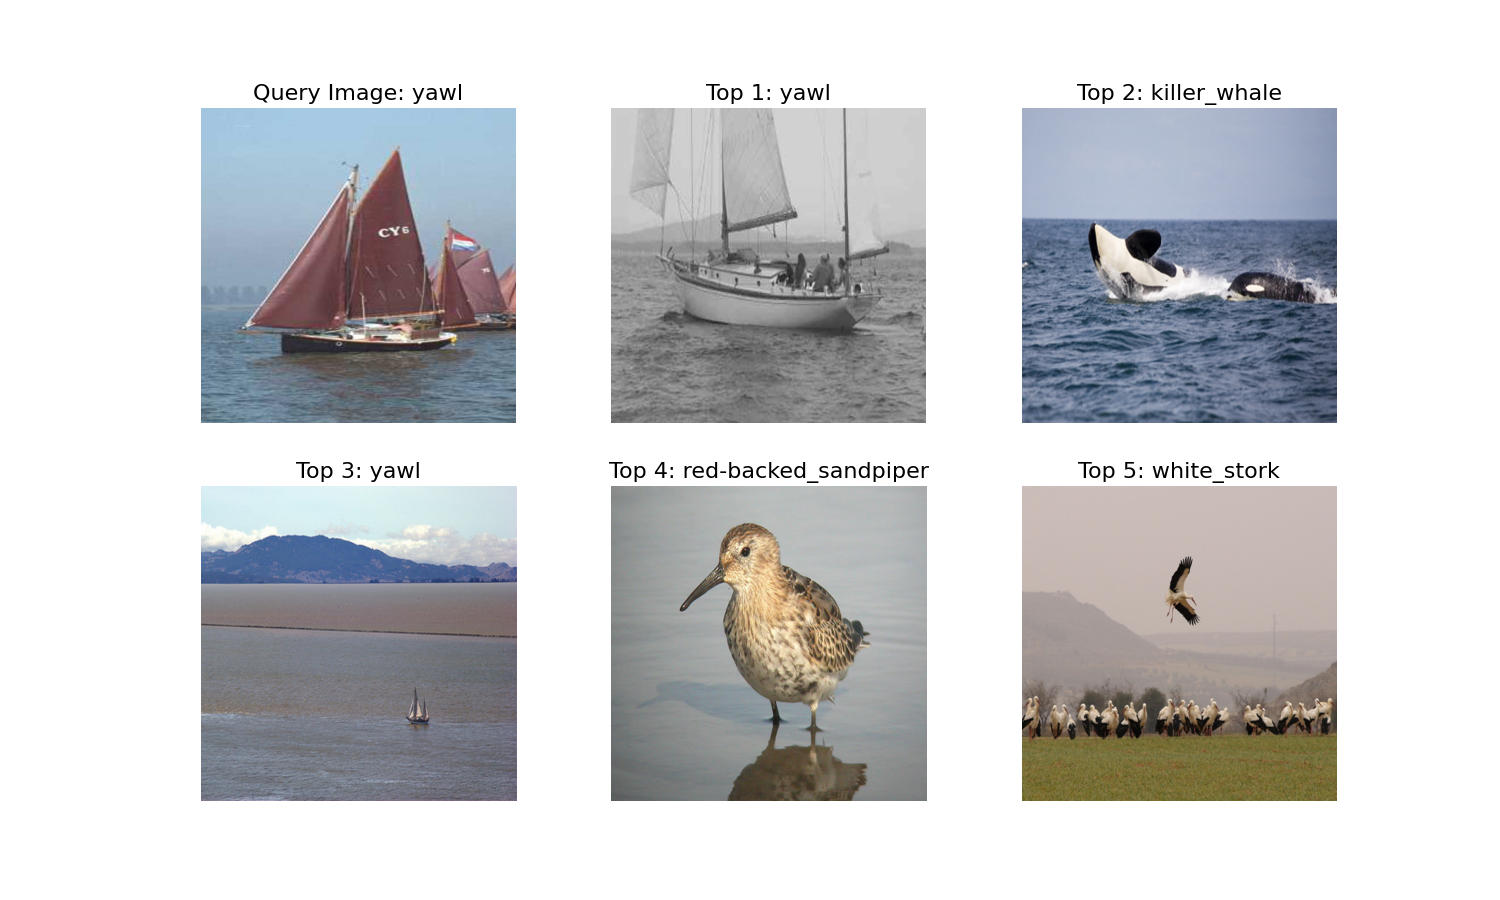 Query Image: yawl
Top 1: yawl
Top 2: killer_whale
CY6
Top 3: yawl
Top 4: red-backed_sandpiper
Top 5: white_stork